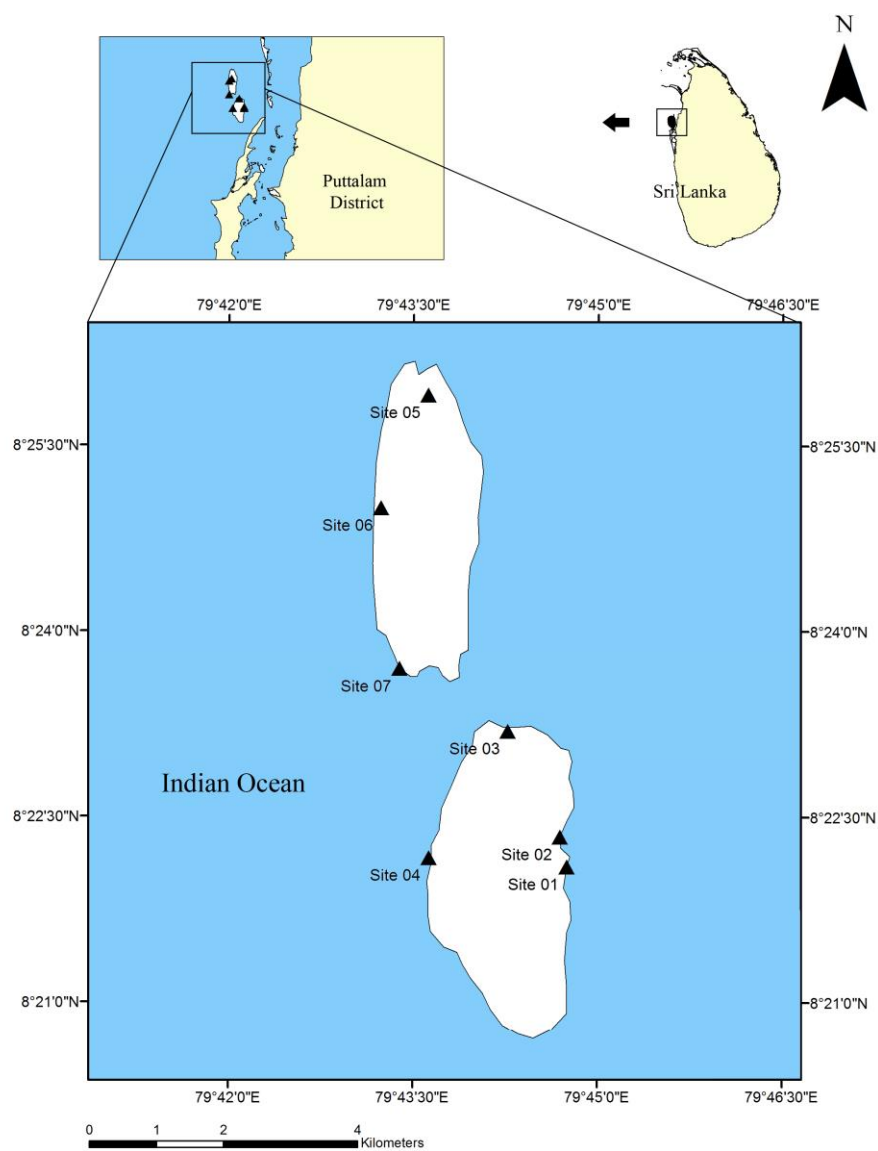 N
Puttalam
District
Sri Lanka
79°42'0"E 79°43'30"E 79°45'0"E 79°46'30"E
Site 05
8°25'30"N 8°25'30"N
Site 06
8°24'0"N 8°24'0"N
Site 07
Site 03
Indian Ocean
8°22'30"N 8°22'30"N
Site 02
Site 04
Site 01
8°21'0"N 8°21'0"N
79°42'0"E 79°43'30"E 79°45'0"E 79°46'30"E
0 1 2 4
Kilometers